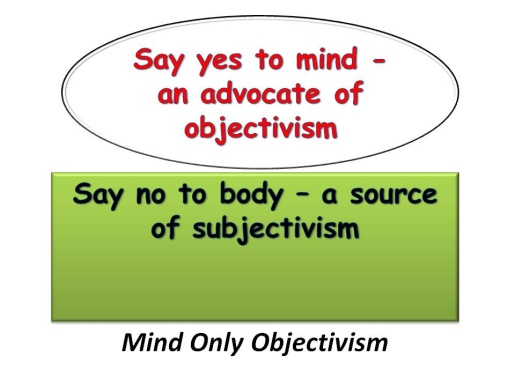 Say yes to mind -
an advocate of
objectivism
Say no to body – a source
of subjectivism
Mind Only Objectivism